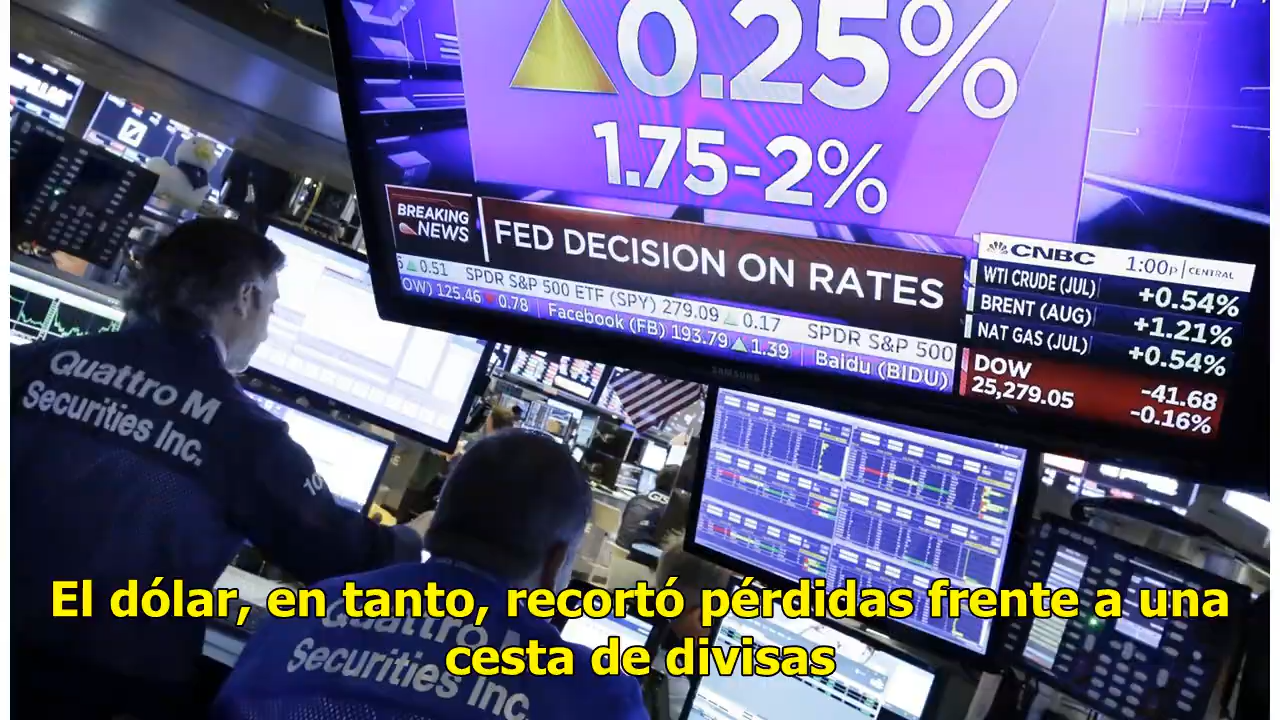 0.25%
1.75-2%
BREAKING
NEWS
FED DECISION ON RATES
CNBC
1:00P | CENTRAL
WTI CRUDE (JUL)
+0.54%
BRENT (AUG)
+1.21%
NAT GAS (JUL)
+0.54%
DOW
25,279.05
-41.68
-0.16%
0.51 SPDR S&P 500 ETF (SPY) 279.09 0.17 SPDR S&P 500
OW) 125.46 0.78 Facebook (FB) 193.79 1.39 Baidu (BIDU)
SAMSUNG
Quattro M
Securities Inc.
10
Quattro M
Securities Inc.
El dólar, en tanto, recortó pérdidas frente a una
cesta de divisas